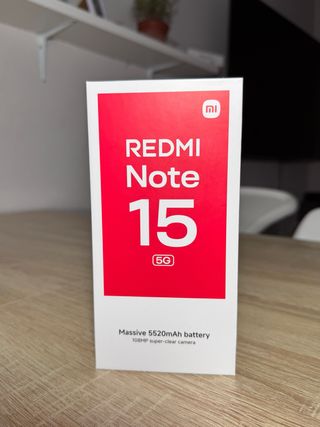 mi
REDMI
Note
15
5G
Massive 5520mAh battery
108MP super-clear camera